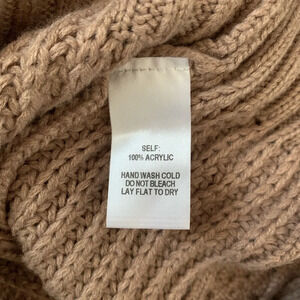 SELF:
100% ACRYLIC
HAND WASH COLD
DO NOT BLEACH
LAY FLAT TO DRY